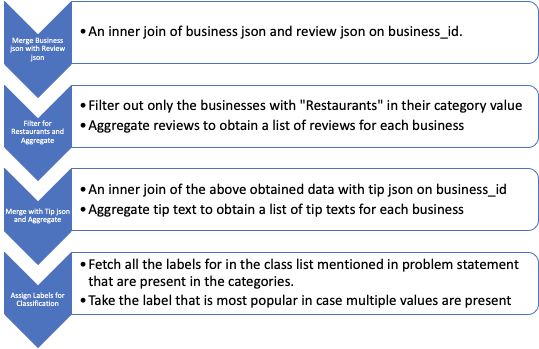 Merge Business
json with Review
json
• An inner join of business json and review json on business_id.
Filter for
Restaurants and
Aggregate
• Filter out only the businesses with "Restaurants" in their category value
• Aggregate reviews to obtain a list of reviews for each business
Merge with Tip json
and Aggregate
• An inner join of the above obtained data with tip json on business_id
• Aggregate tip text to obtain a list of tip texts for each business
Assign Labels for
Classification
• Fetch all the labels for in the class list mentioned in problem statement
that are present in the categories.
• Take the label that is most popular in case multiple values are present